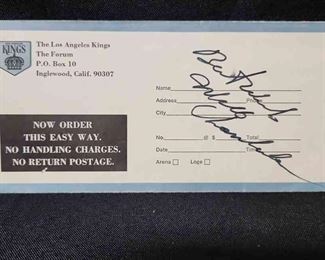 KINGS
The Los Angeles Kings
The Forum
P.O. Box 10
Inglewood, Calif. 90307
NOW ORDER
THIS EASY WAY.
NO HANDLING CHARGES.
NO RETURN POSTAGE.
Name
Address Phone
City
No. @ $ Total
Date Time
Arena Loge
Best